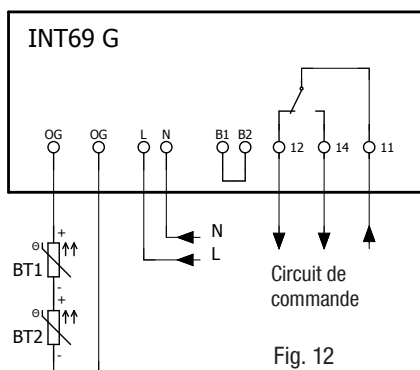 INT69 G
OG OG L N B1 B2 12 14 11
+
Θ
BT1
-
+
Θ
BT2
-
N
L
Circuit de
commande
Fig. 12